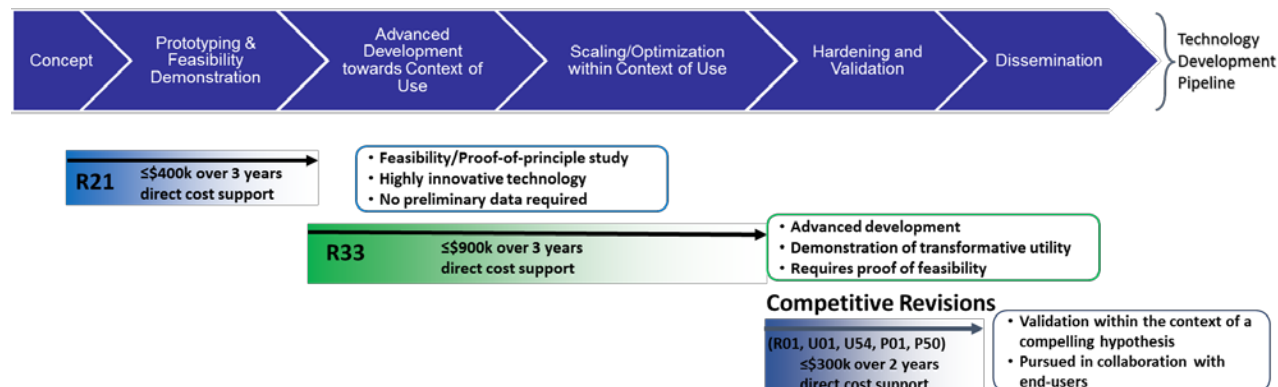 Concept
Prototyping &
Feasibility
Demonstration
Advanced
Development
towards Context of
Use
Scaling/Optimization
within Context of Use
Hardening and
Validation
Dissemination
Technology
Development
Pipeline
R21
≤$400k over 3 years
direct cost support
• Feasibility/Proof-of-principle study
• Highly innovative technology
• No preliminary data required
R33
≤$900k over 3 years
direct cost support
• Advanced development
• Demonstration of transformative utility
• Requires proof of feasibility
Competitive Revisions
(R01, U01, U54, P01, P50)
≤$300k over 2 years
direct cost support
• Validation within the context of a
compelling hypothesis
• Pursued in collaboration with
end-users